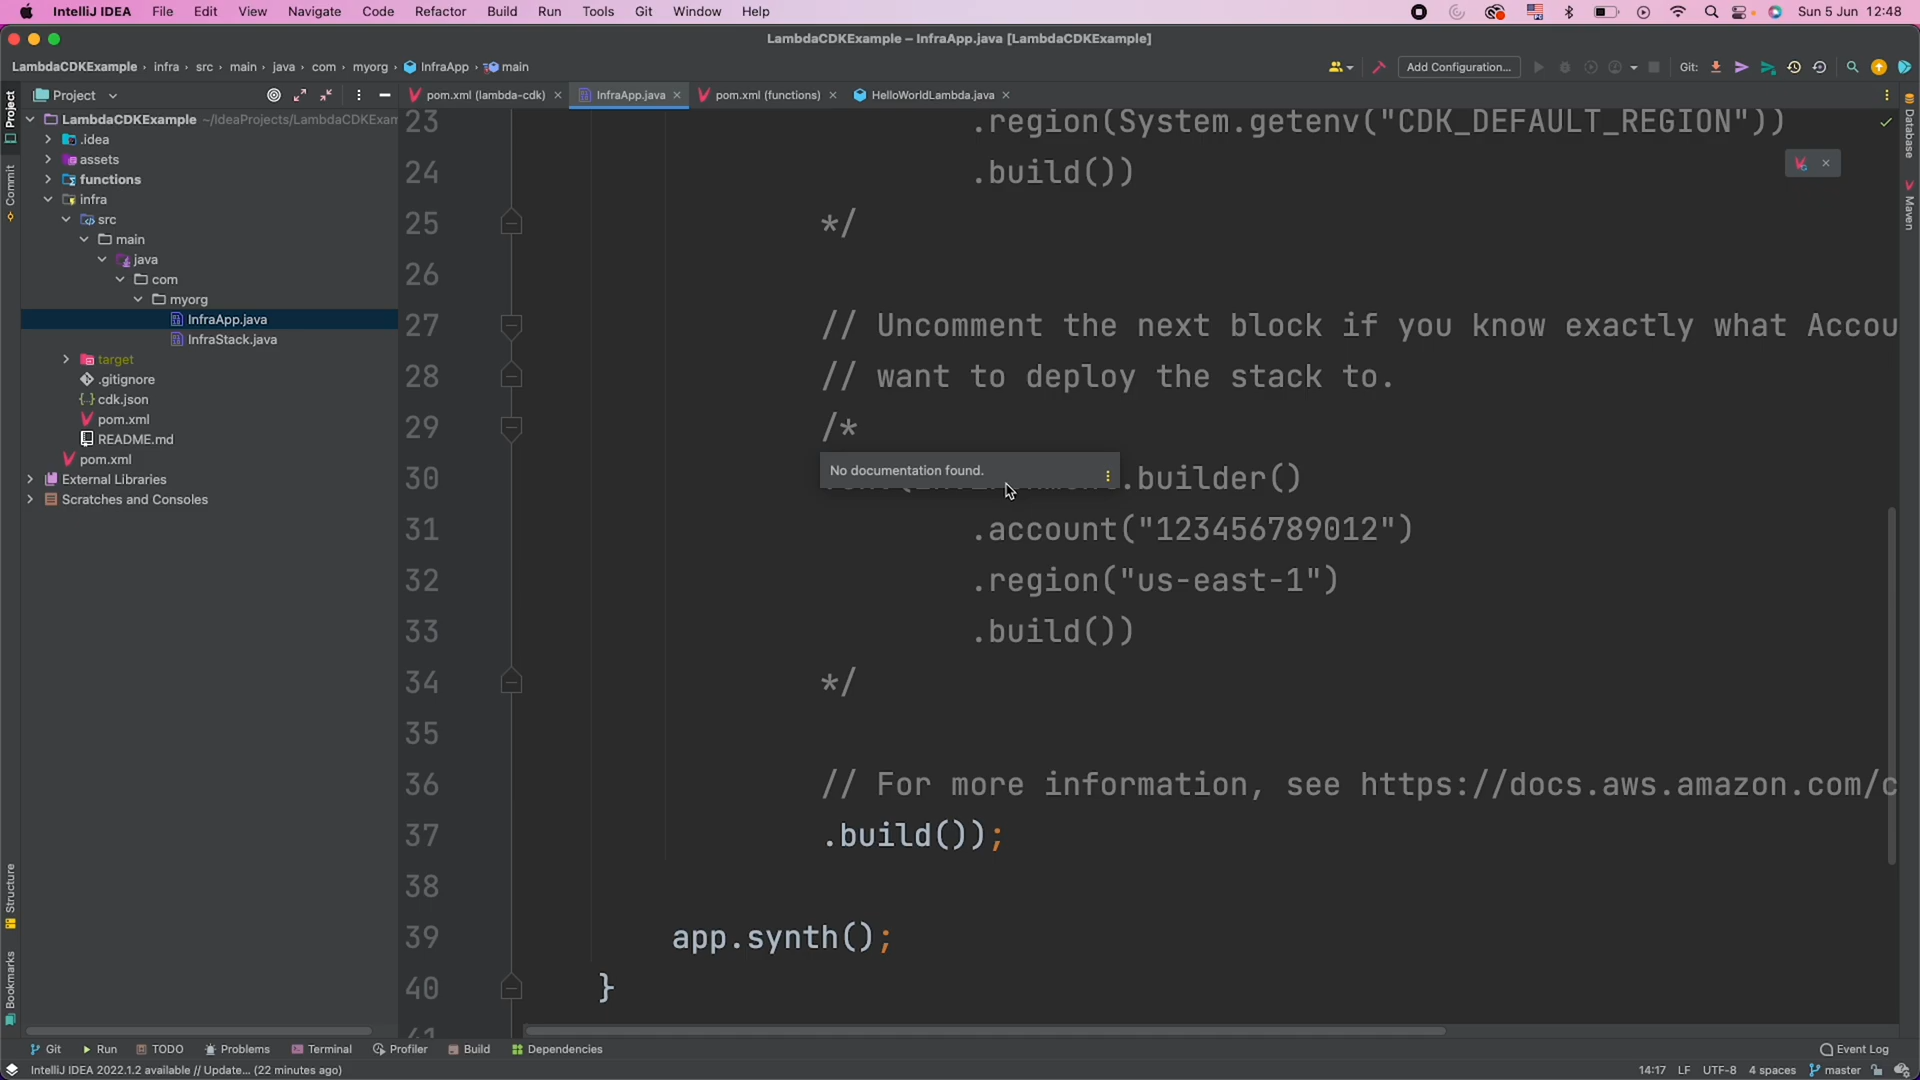 IntelliJ IDEA File Edit View Navigate Code Refactor Build Run Tools Git Window Help Sun 5 Jun 12:48
LambdaCDKExample – InfraApp.java [LambdaCDKExample]
LambdaCDKExample infra src main java com myorg InfraApp main Add Configuration... Git:
Project pom.xml (lambda-cdk) InfraApp.java pom.xml (functions) HelloWorldLambda.java
Project
Commit
Structure
Bookmarks
Database
Maven
LambdaCDKExample ~/IdeaProjects/LambdaCDKExam
.idea
assets
functions
infra
src
main
java
com
myorg
InfraApp.java
InfraStack.java
target
.gitignore
cdk.json
pom.xml
README.md
pom.xml
External Libraries
Scratches and Consoles
23 .region(System.getenv("CDK_DEFAULT_REGION"))
24 .build())
25 */
26
27 // Uncomment the next block if you know exactly what Accou
28 // want to deploy the stack to.
29 /*
No documentation found.
30 .builder()
31 .account("123456789012")
32 .region("us-east-1")
33 .build())
34 */
35
36 // For more information, see https://docs.aws.amazon.com/c
37 .build());
38
39 app.synth();
40 }
41
Git Run TODO Problems Terminal Profiler Build Dependencies Event Log
IntelliJ IDEA 2022.1.2 available // Update... (22 minutes ago) 14:17 LF UTF-8 4 spaces master